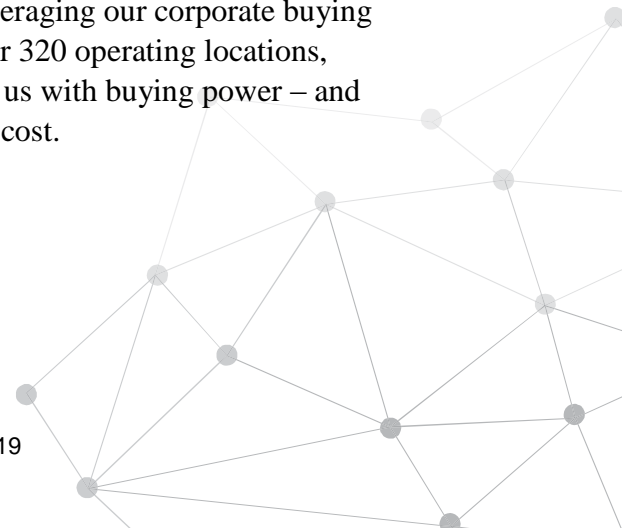 eraging our corporate buying
r 320 operating locations,
us with buying power – and
cost.
19